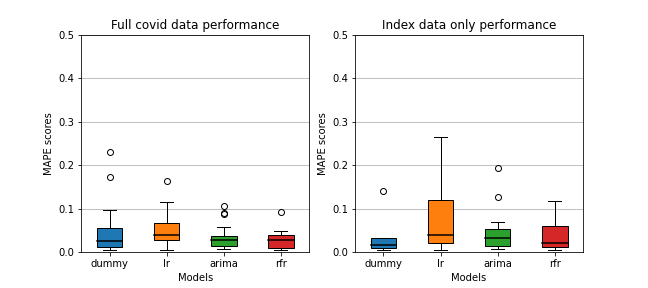 Full covid data performance
MAPE scores
0.5
0.4
0.3
0.2
0.1
0.0
dummy lr arima rfr
Models
Index data only performance
MAPE scores
0.5
0.4
0.3
0.2
0.1
0.0
dummy lr arima rfr
Models